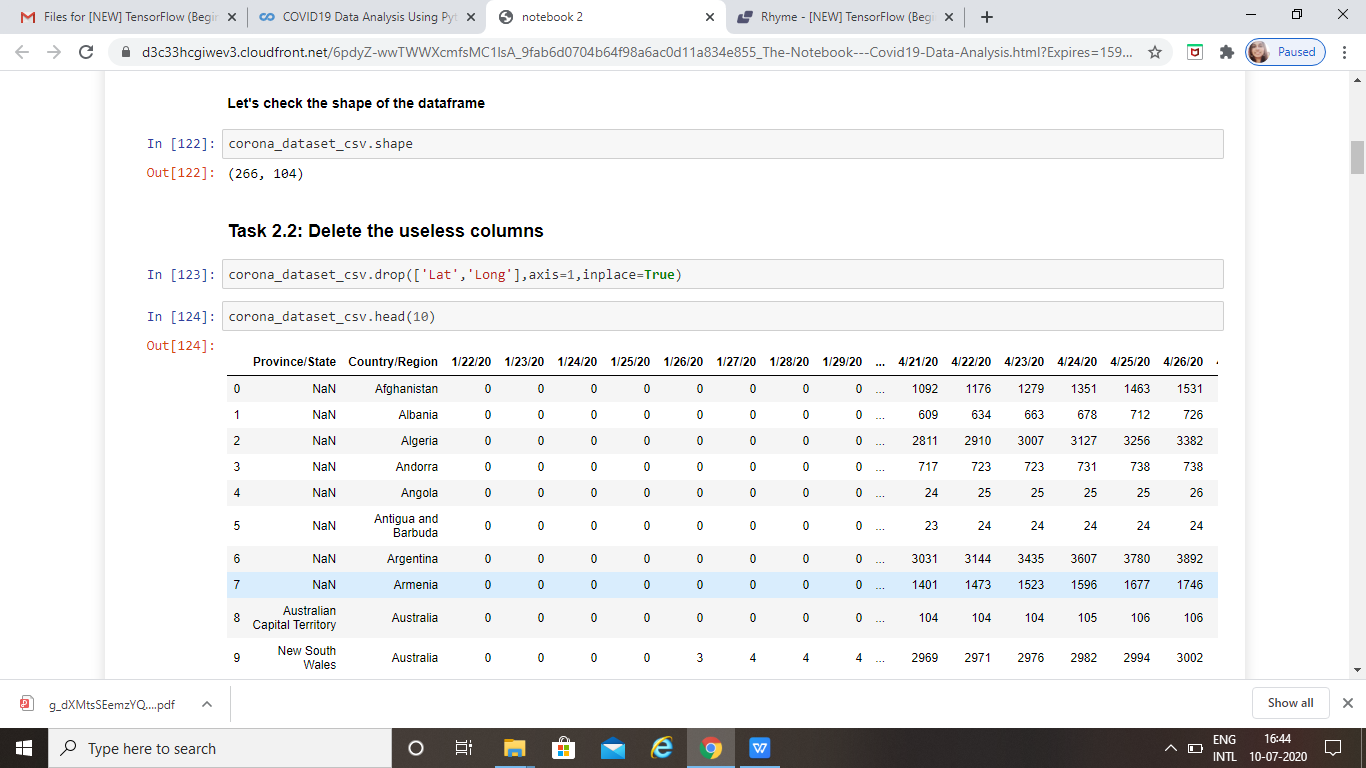 Files for [NEW] TensorFlow (Begin
COVID19 Data Analysis Using Pyt
notebook 2
Rhyme - [NEW] TensorFlow (Begi
d3c33hcgiwev3.cloudfront.net/6pdyZ-wwTWWXcmfsMC1lsA_9fab6d0704b64f98a6ac0d11a834e855_The-Notebook---Covid19-Data-Analysis.html?Expires=159...
Paused
Let's check the shape of the dataframe
In [122]: corona_dataset_csv.shape
Out[122]: (266, 104)
Task 2.2: Delete the useless columns
In [123]: corona_dataset_csv.drop(['Lat','Long'],axis=1,inplace=True)
In [124]: corona_dataset_csv.head(10)
Out[124]:
Province/State Country/Region 1/22/20 1/23/20 1/24/20 1/25/20 1/26/20 1/27/20 1/28/20 1/29/20 ... 4/21/20 4/22/20 4/23/20 4/24/20 4/25/20 4/26/20
0 NaN Afghanistan 0 0 0 0 0 0 0 0 ... 1092 1176 1279 1351 1463 1531
1 NaN Albania 0 0 0 0 0 0 0 0 ... 609 634 663 678 712 726
2 NaN Algeria 0 0 0 0 0 0 0 0 ... 2811 2910 3007 3127 3256 3382
3 NaN Andorra 0 0 0 0 0 0 0 0 ... 717 723 723 731 738 738
4 NaN Angola 0 0 0 0 0 0 0 0 ... 24 25 25 25 25 26
5 NaN Antigua and
Barbuda 0 0 0 0 0 0 0 0 ... 23 24 24 24 24 24
6 NaN Argentina 0 0 0 0 0 0 0 0 ... 3031 3144 3435 3607 3780 3892
7 NaN Armenia 0 0 0 0 0 0 0 0 ... 1401 1473 1523 1596 1677 1746
8 Australian
Capital Territory Australia 0 0 0 0 0 0 0 0 ... 104 104 104 105 106 106
9 New South
Wales Australia 0 0 0 0 3 4 4 4 ... 2969 2971 2976 2982 2994 3002
g_dXMtsSEemzYQ....pdf
Show all
Type here to search
ENG
INTL
16:44
10-07-2020